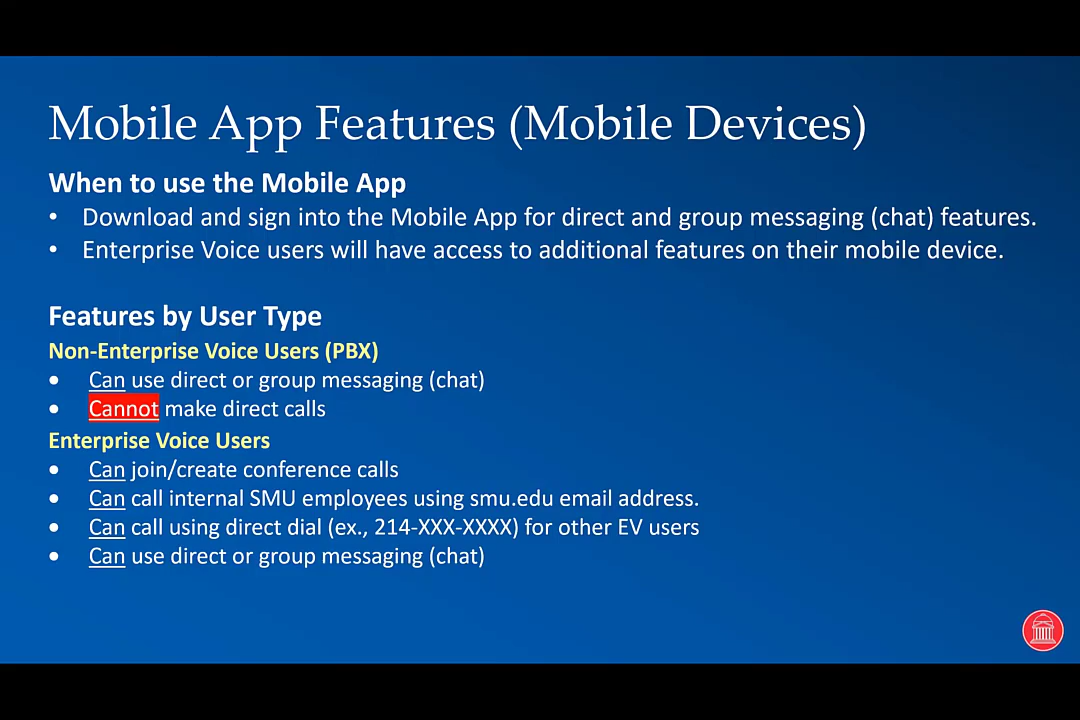 Mobile App Features (Mobile Devices)
When to use the Mobile App
• Download and sign into the Mobile App for direct and group messaging (chat) features.
• Enterprise Voice users will have access to additional features on their mobile device.
Features by User Type
Non-Enterprise Voice Users (PBX)
• Can use direct or group messaging (chat)
• Cannot make direct calls
Enterprise Voice Users
• Can join/create conference calls
• Can call internal SMU employees using smu.edu email address.
• Can call using direct dial (ex., 214-XXX-XXXX) for other EV users
• Can use direct or group messaging (chat)